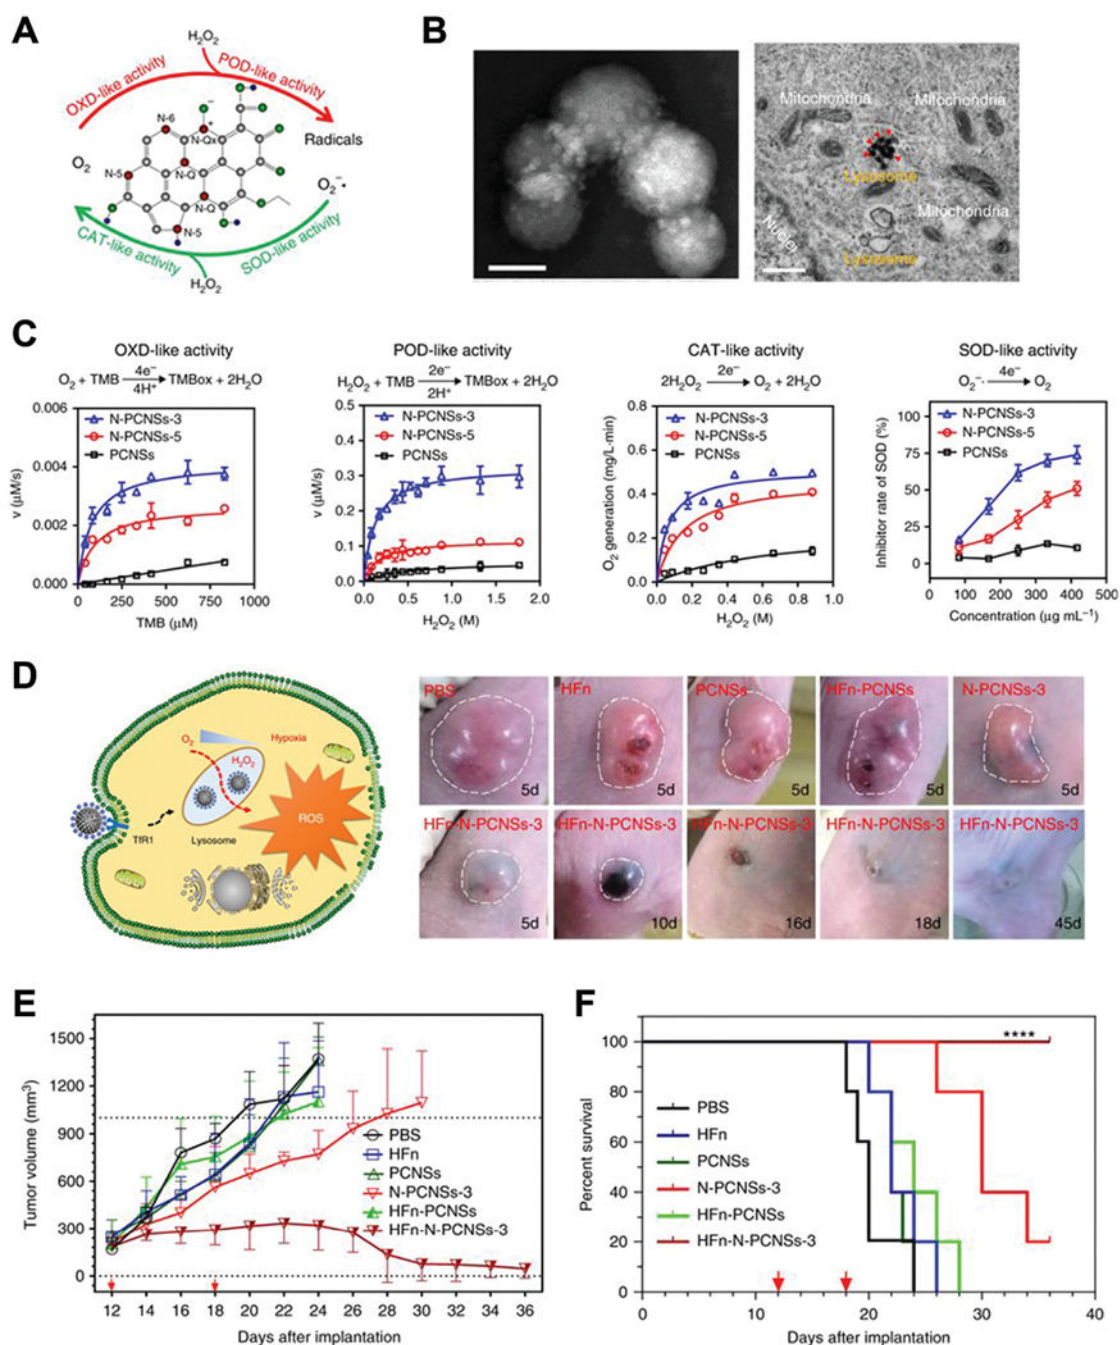 A
H₂O₂
OXD-like activity
POD-like activity
N-6
N-Qx
+
−
Radicals
O₂
N-5
N-Q
O₂⁻•
N-Q
N-5
CAT-like activity
SOD-like activity
H₂O₂
B
Mitochondria
Mitochondria
Lysosome
Mitochondria
Nuclei
Lysosome
C
OXD-like activity
O₂ + TMB 4e⁻ 4H⁺ TMBox + 2H₂O
0.006
0.004
0.002
0.000
v (μM/s)
N-PCNSs-3
N-PCNSs-5
PCNSs
0 250 500 750 1000
TMB (μM)
POD-like activity
H₂O₂ + TMB 2e⁻ 2H⁺ TMBox + 2H₂O
0.5
0.4
0.3
0.2
0.1
0.0
v (μM/s)
N-PCNSs-3
N-PCNSs-5
PCNSs
0.0 0.5 1.0 1.5 2.0
H₂O₂ (M)
CAT-like activity
2H₂O₂ 2e⁻ O₂ + 2H₂O
0.8
0.6
0.4
0.2
0.0
O₂ generation (mg/L-min)
N-PCNSs-3
N-PCNSs-5
PCNSs
0.0 0.2 0.4 0.6 0.8 1.0
H₂O₂ (M)
SOD-like activity
O₂⁻· 4e⁻ O₂
100
75
50
25
0
Inhibitor rate of SOD (%)
N-PCNSs-3
N-PCNSs-5
PCNSs
0 100 200 300 400 500
Concentration (μg mL⁻¹)
D
O₂
Hypoxia
H₂O₂
TfR1
Lysosome
ROS
PBS
5d
HFn
5d
PCNSs
5d
HFn-PCNSs
5d
N-PCNSs-3
5d
HFn-N-PCNSs-3
5d
HFn-N-PCNSs-3
10d
HFn-N-PCNSs-3
16d
HFn-N-PCNSs-3
18d
HFn-N-PCNSs-3
45d
E
1500
1200
900
600
300
0
Tumor volume (mm³)
PBS
HFn
PCNSs
N-PCNSs-3
HFn-PCNSs
HFn-N-PCNSs-3
12 14 16 18 20 22 24 26 28 30 32 34 36
Days after implantation
F
100
80
60
40
20
0
Percent survival
****
PBS
HFn
PCNSs
N-PCNSs-3
HFn-PCNSs
HFn-N-PCNSs-3
0 10 20 30 40
Days after implantation